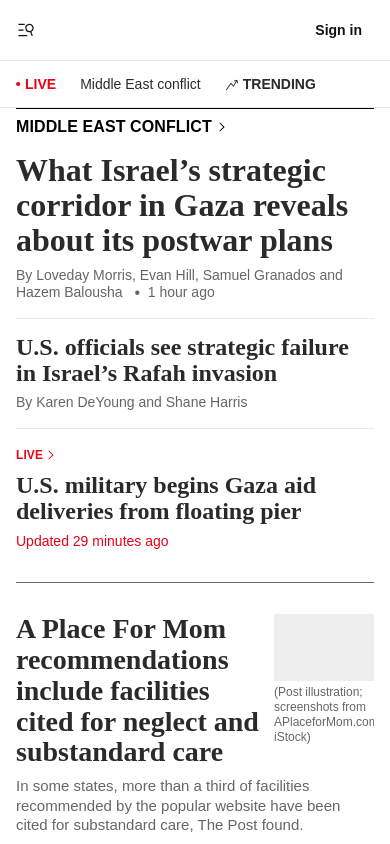 Sign in
LIVE Middle East conflict TRENDING
MIDDLE EAST CONFLICT
What Israel’s strategic
corridor in Gaza reveals
about its postwar plans
By Loveday Morris, Evan Hill, Samuel Granados and
Hazem Balousha • 1 hour ago
U.S. officials see strategic failure
in Israel’s Rafah invasion
By Karen DeYoung and Shane Harris
LIVE
U.S. military begins Gaza aid
deliveries from floating pier
Updated 29 minutes ago
A Place For Mom
recommendations
include facilities
cited for neglect and
substandard care
(Post illustration;
screenshots from
APlaceforMom.com
iStock)
In some states, more than a third of facilities
recommended by the popular website have been
cited for substandard care, The Post found.